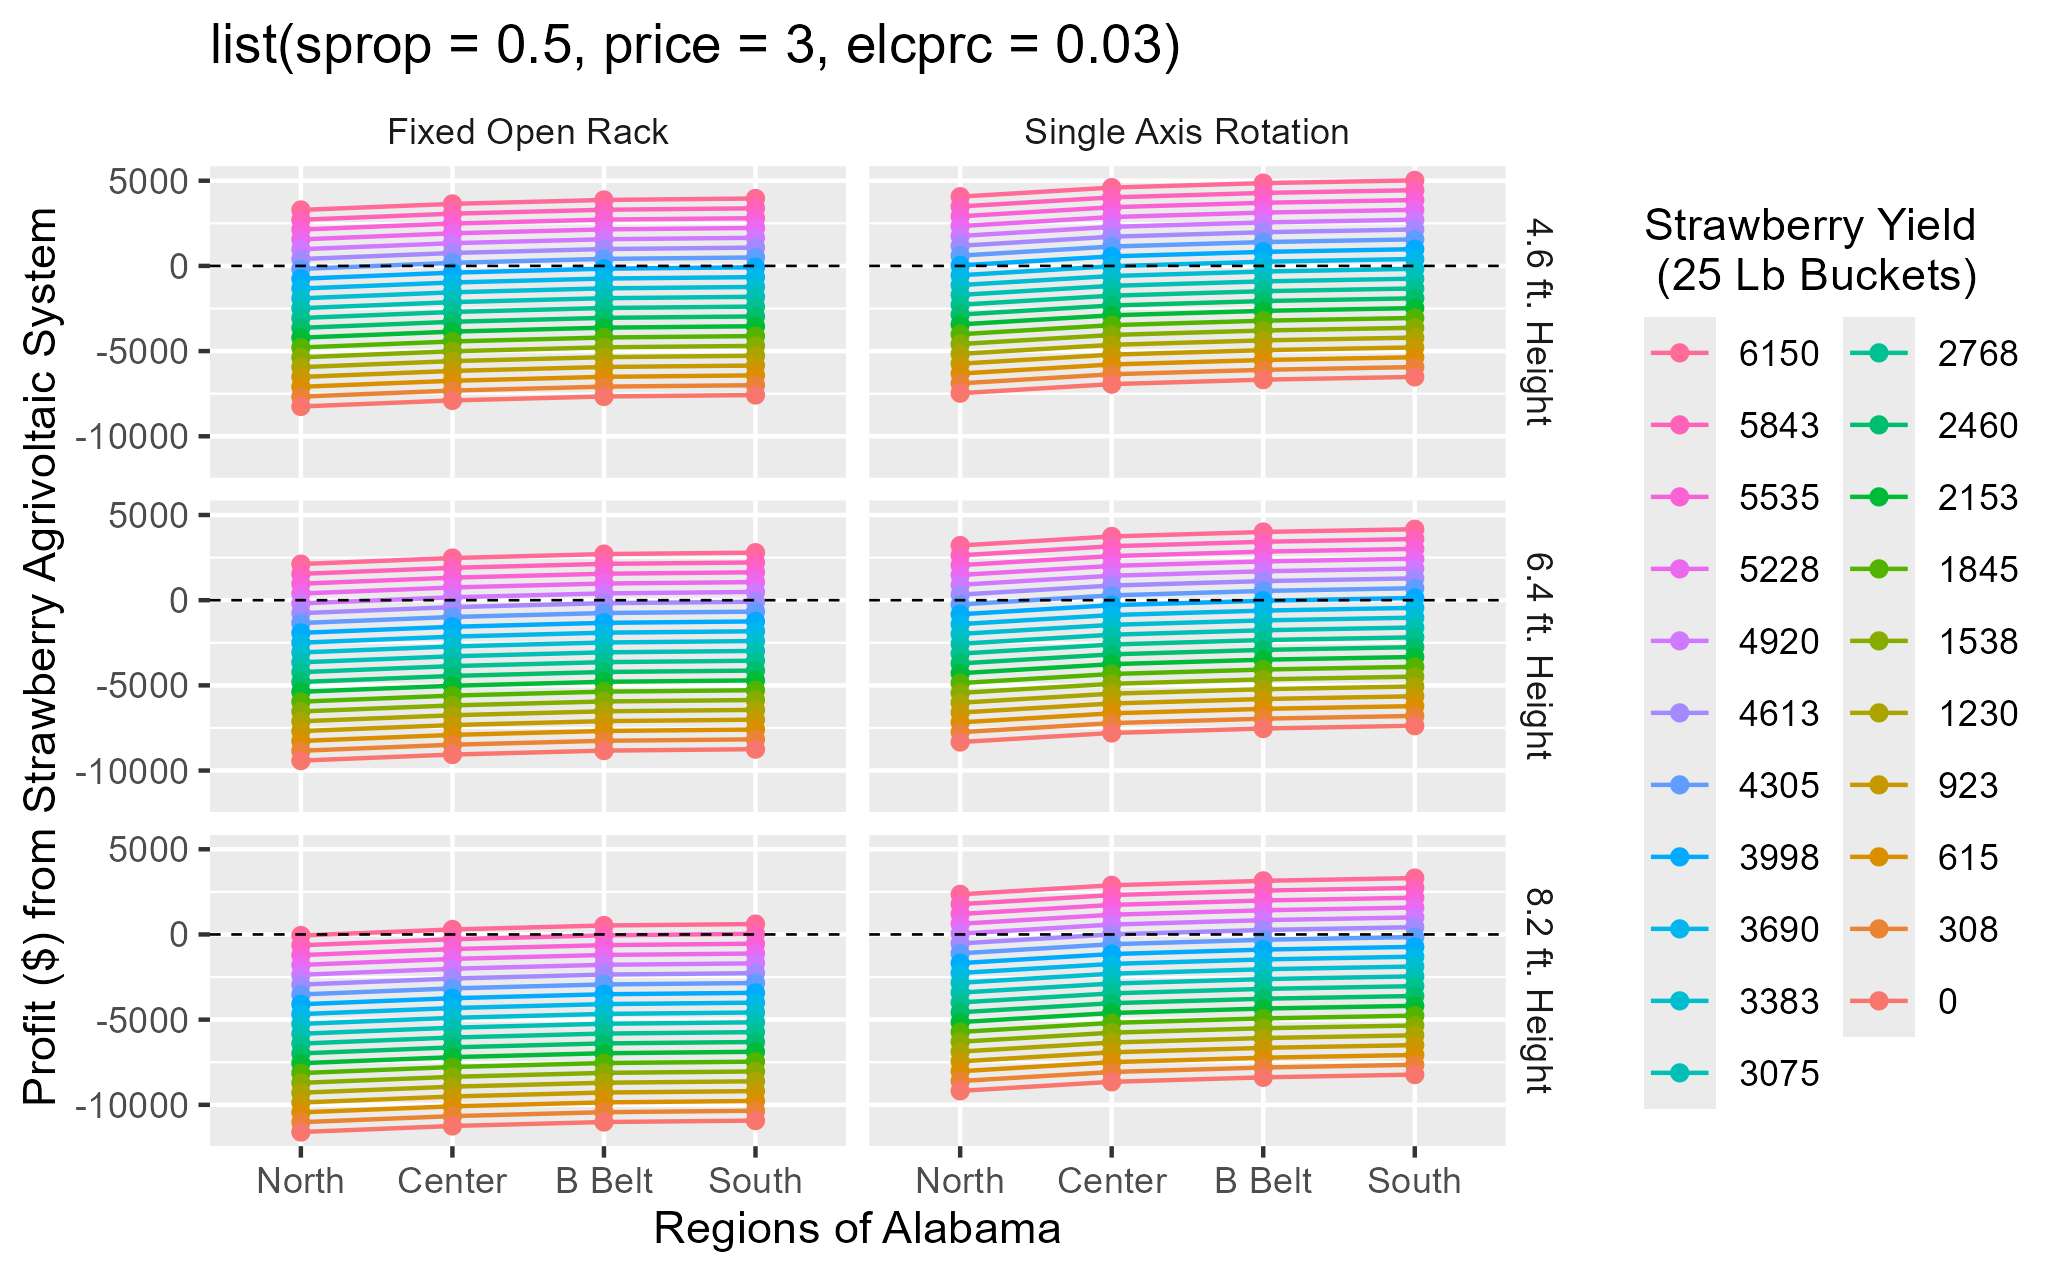 list(sprop = 0.5, price = 3, elcprc = 0.03)
Fixed Open Rack
Single Axis Rotation
Profit ($) from Strawberry Agrivoltaic System
5000
0
-5000
-10000
4.6 ft. Height
5000
0
-5000
-10000
6.4 ft. Height
5000
0
-5000
-10000
8.2 ft. Height
North Center B Belt South
North Center B Belt South
Regions of Alabama
Strawberry Yield
(25 Lb Buckets)
6150
5843
5535
5228
4920
4613
4305
3998
3690
3383
3075
2768
2460
2153
1845
1538
1230
923
615
308
0